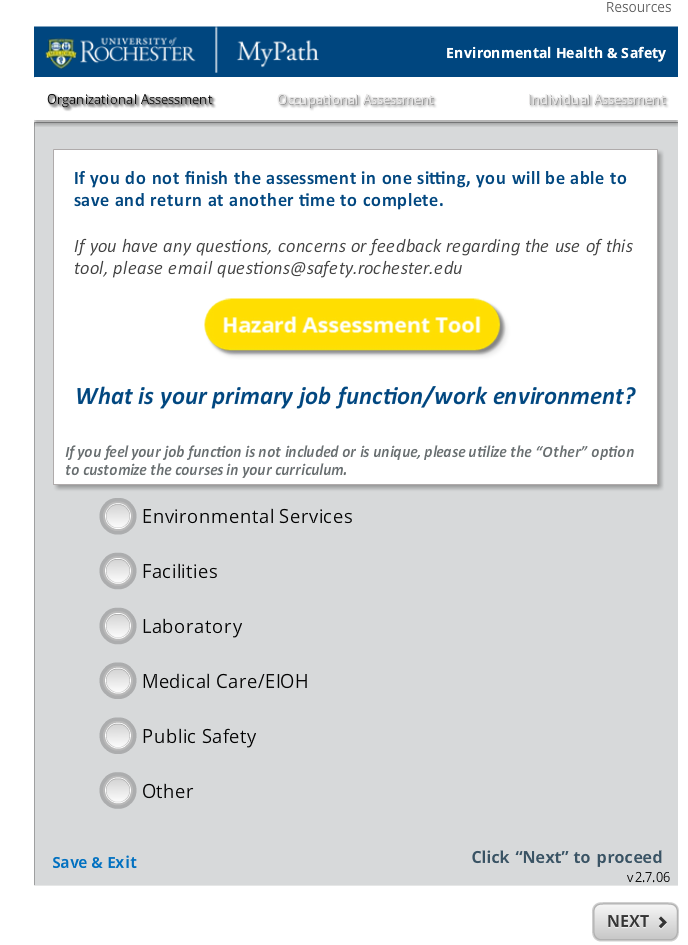 Resources
UNIVERSITY of
ROCHESTER
MyPath
Environmental Health & Safety
Organizational Assessment
Occupational Assessment
Individual Assessment
If you do not finish the assessment in one sitting, you will be able to
save and return at another time to complete.
If you have any questions, concerns or feedback regarding the use of this
tool, please email questions@safety.rochester.edu
Hazard Assessment Tool
What is your primary job function/work environment?
If you feel your job function is not included or is unique, please utilize the “Other” option
to customize the courses in your curriculum.
Environmental Services
Facilities
Laboratory
Medical Care/EIOH
Public Safety
Other
Save & Exit
Click “Next” to proceed
v2.7.06
NEXT